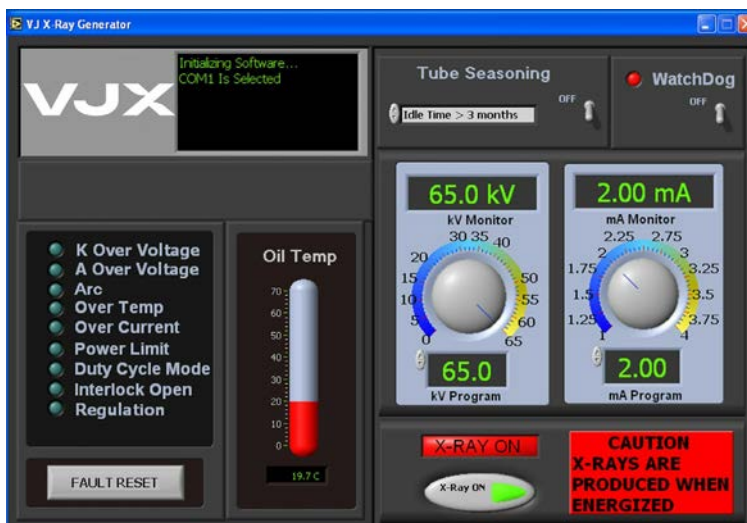 VJ X-Ray Generator
VJX
Initializing Software...
COM1 Is Selected
Tube Seasoning
Idle Time > 3 months
OFF
WatchDog
OFF
K Over Voltage
A Over Voltage
Arc
Over Temp
Over Current
Power Limit
Duty Cycle Mode
Interlock Open
Regulation
FAULT RESET
Oil Temp
70
60
50
40
30
20
10
0
19.7 C
65.0 kV
kV Monitor
0
5
10
15
20
30
35
40
50
55
60
65
65.0
kV Program
2.00 mA
mA Monitor
1
1.25
1.5
1.75
2
2.25
2.75
3
3.25
3.5
3.75
4
2.00
mA Program
X-RAY ON
X-Ray ON
CAUTION
X-RAYS ARE
PRODUCED WHEN
ENERGIZED